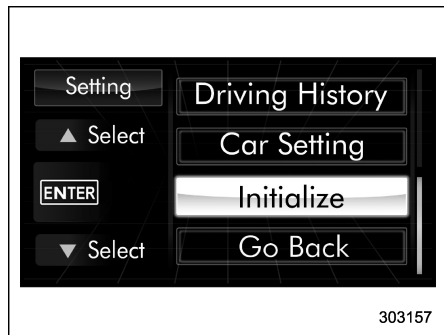 Setting
▲ Select
ENTER
▼ Select
Driving History
Car Setting
Initialize
Go Back
303157